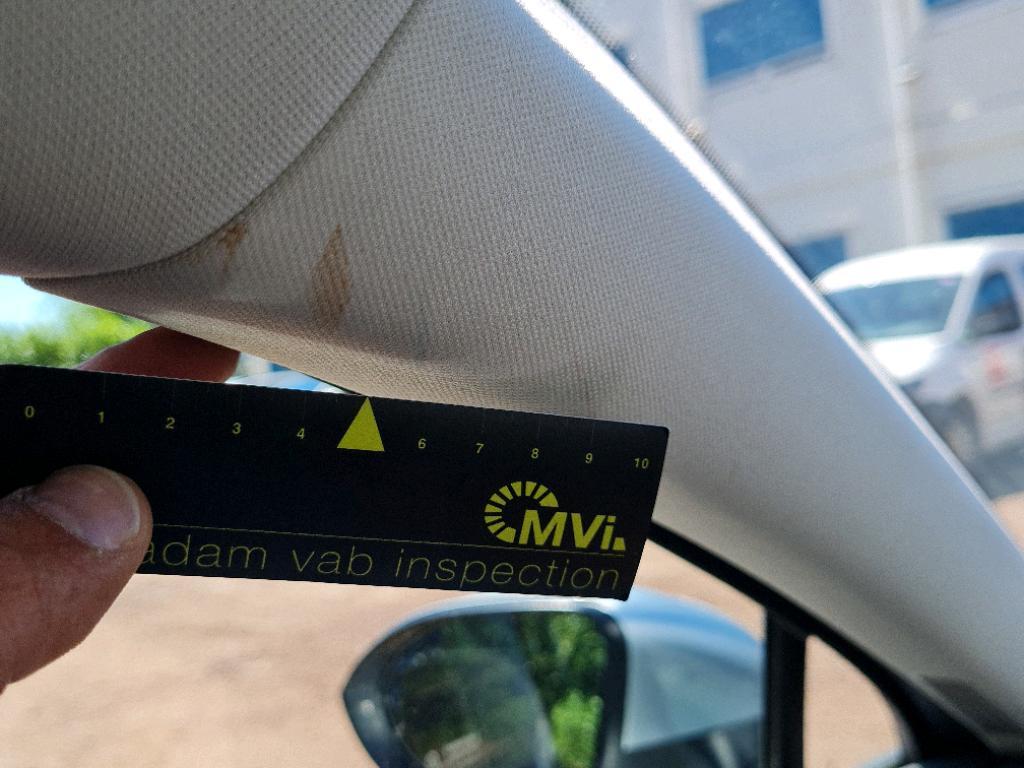 0 1 2 3 4 6 7 8 9 10
MVi
adam vab inspection